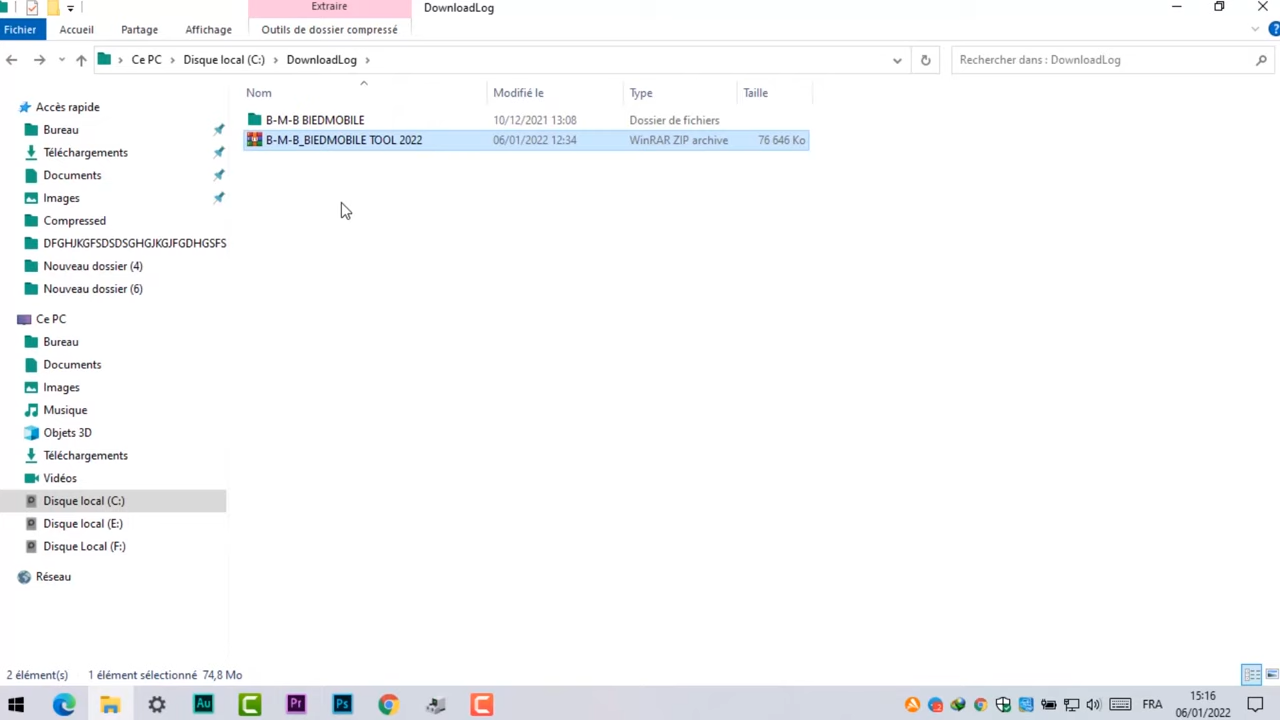 Extraire
DownloadLog
Fichier
Accueil
Partage
Affichage
Outils de dossier compressé
Ce PC > Disque local (C:) > DownloadLog >
Rechercher dans : DownloadLog
Nom
Modifié le
Type
Taille
B-M-B BIEDMOBILE 10/12/2021 13:08 Dossier de fichiers
B-M-B_BIEDMOBILE TOOL 2022 06/01/2022 12:34 WinRAR ZIP archive 76 646 Ko
Accès rapide
Bureau
Téléchargements
Documents
Images
Compressed
DFGHJKGFSDSDSGHGJKGJFGDHGSFS
Nouveau dossier (4)
Nouveau dossier (6)
Ce PC
Bureau
Documents
Images
Musique
Objets 3D
Téléchargements
Vidéos
Disque local (C:)
Disque local (E:)
Disque Local (F:)
Réseau
2 élément(s) 1 élément sélectionné 74,8 Mo
Au
C
Pr
Ps
C
FRA
15:16
06/01/2022